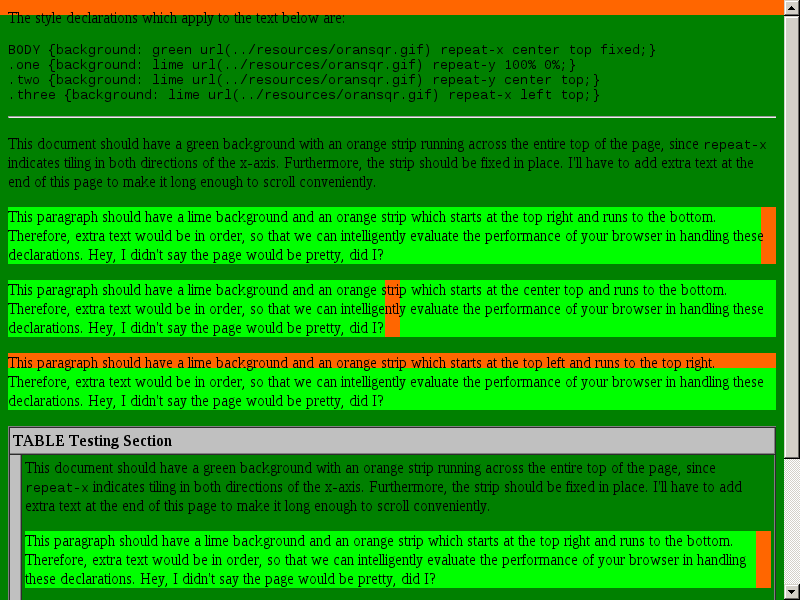 The style declarations which apply to the text below are:
BODY {background: green url(../resources/oransqr.gif) repeat-x center top fixed;}
.one {background: lime url(../resources/oransqr.gif) repeat-y 100% 0%;}
.two {background: lime url(../resources/oransqr.gif) repeat-y center top;}
.three {background: lime url(../resources/oransqr.gif) repeat-x left top;}
This document should have a green background with an orange strip running across the entire top of the page, since repeat-x
indicates tiling in both directions of the x-axis. Furthermore, the strip should be fixed in place. I'll have to add extra text at the
end of this page to make it long enough to scroll conveniently.
This paragraph should have a lime background and an orange strip which starts at the top right and runs to the bottom.
Therefore, extra text would be in order, so that we can intelligently evaluate the performance of your browser in handling these
declarations. Hey, I didn't say the page would be pretty, did I?
This paragraph should have a lime background and an orange strip which starts at the center top and runs to the bottom.
Therefore, extra text would be in order, so that we can intelligently evaluate the performance of your browser in handling these
declarations. Hey, I didn't say the page would be pretty, did I?
This paragraph should have a lime background and an orange strip which starts at the top left and runs to the top right.
Therefore, extra text would be in order, so that we can intelligently evaluate the performance of your browser in handling these
declarations. Hey, I didn't say the page would be pretty, did I?
TABLE Testing Section
This document should have a green background with an orange strip running across the entire top of the page, since
repeat-x indicates tiling in both directions of the x-axis. Furthermore, the strip should be fixed in place. I'll have to add
extra text at the end of this page to make it long enough to scroll conveniently.
This paragraph should have a lime background and an orange strip which starts at the top right and runs to the bottom.
Therefore, extra text would be in order, so that we can intelligently evaluate the performance of your browser in handling
these declarations. Hey, I didn't say the page would be pretty, did I?